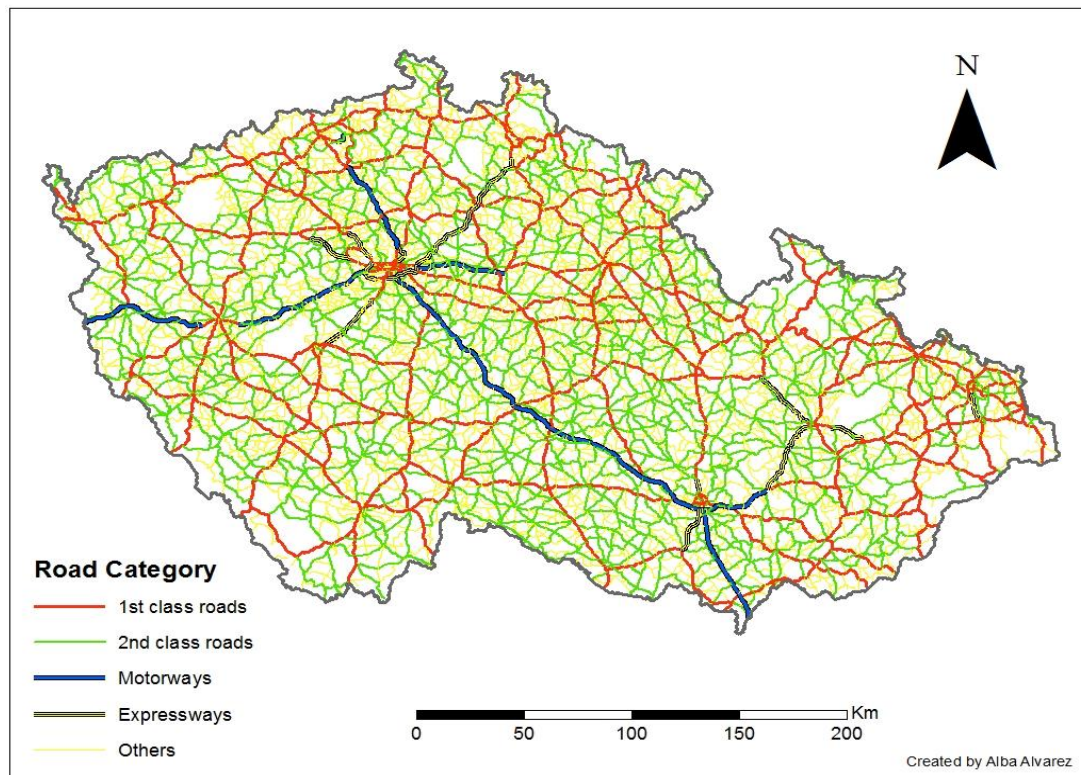 N
Road Category
1st class roads
2nd class roads
Motorways
Expressways
Others
Km
0 50 100 150 200
Created by Alba Alvarez